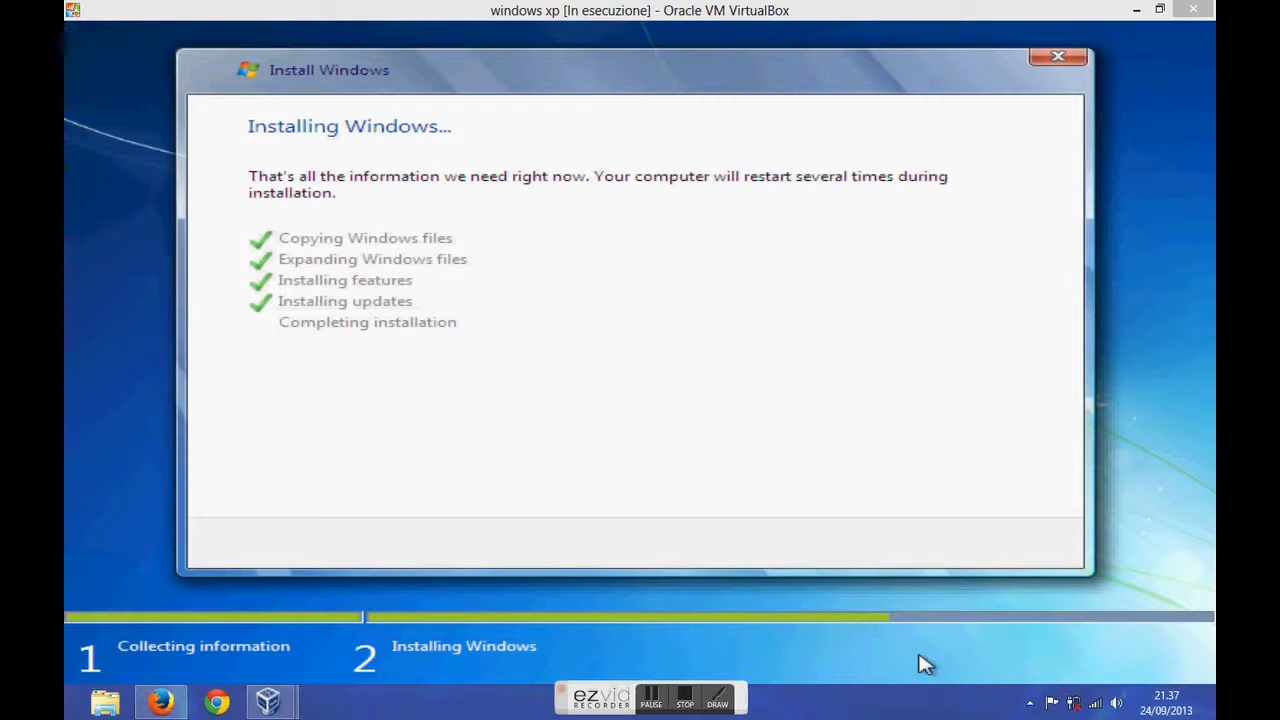 windows xp [In esecuzione] - Oracle VM VirtualBox
Install Windows
Installing Windows...
That's all the information we need right now. Your computer will restart several times during
installation.
Copying Windows files
Expanding Windows files
Installing features
Installing updates
Completing installation
1 Collecting information
2 Installing Windows
ezvid
RECORDER
PAUSE
STOP
DRAW
21.37
24/09/2013